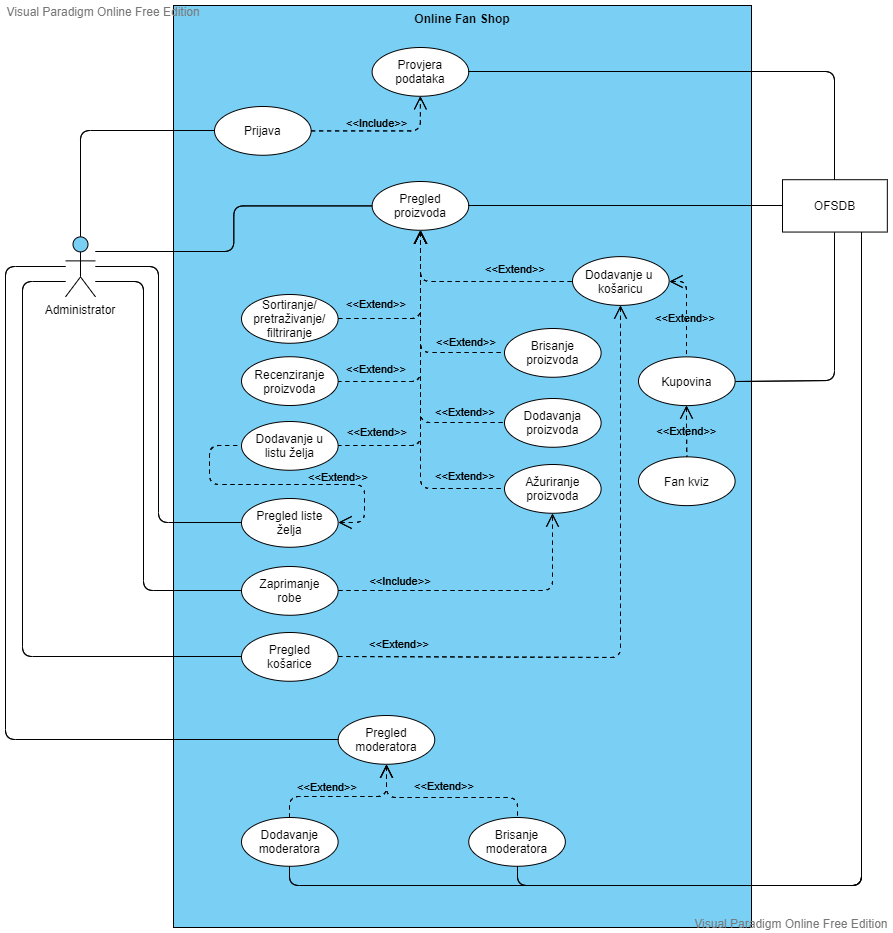 Visual Paradigm Online Free Edition
Online Fan Shop
Provjera
podataka
<<Include>>
Prijava
Pregled
proizvoda
OFSDB
Administrator
<<Extend>>
Dodavanje u
košaricu
Sortiranje/
pretraživanje/
filtriranje
<<Extend>>
<<Extend>>
<<Extend>>
Brisanje
proizvoda
Recenziranje
proizvoda
<<Extend>>
Kupovina
<<Extend>>
Dodavanja
proizvoda
Dodavanje u
listu želja
<<Extend>>
<<Extend>>
<<Extend>>
<<Extend>>
Ažuriranje
proizvoda
Fan kviz
Pregled liste
želja
Zaprimanje
robe
<<Include>>
Pregled
košarice
<<Extend>>
Pregled
moderatora
<<Extend>>
<<Extend>>
Dodavanje
moderatora
Brisanje
moderatora
Visual Paradigm Online Free Edition